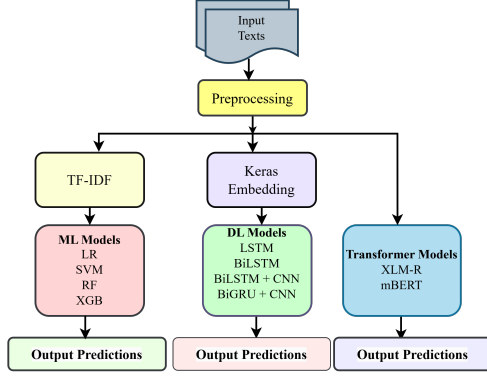 Input
Texts
Preprocessing
TF-IDF
Keras
Embedding
ML Models
LR
SVM
RF
XGB
DL Models
LSTM
BiLSTM
BiLSTM + CNN
BiGRU + CNN
Transformer Models
XLM-R
mBERT
Output Predictions
Output Predictions
Output Predictions